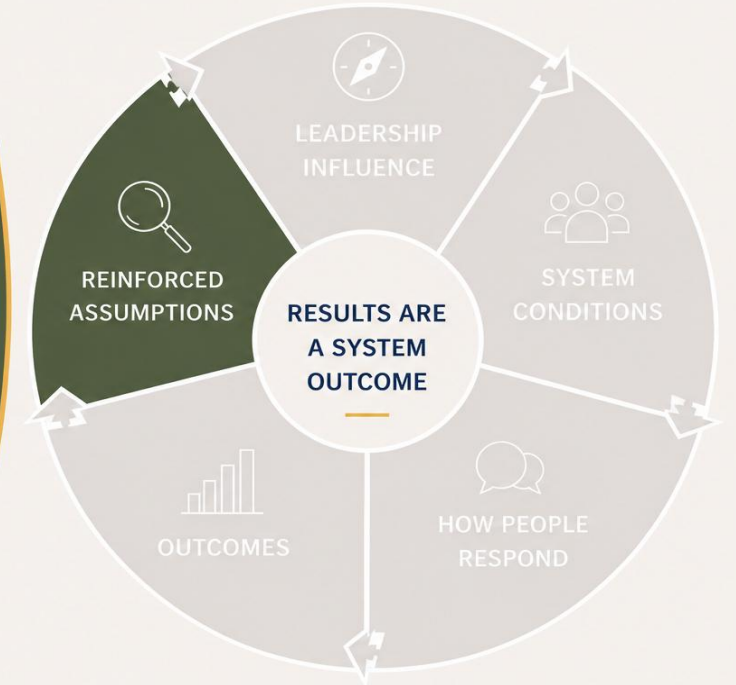 LEADERSHIP
INFLUENCE
SYSTEM
CONDITIONS
HOW PEOPLE
RESPOND
OUTCOMES
REINFORCED
ASSUMPTIONS
RESULTS ARE
A SYSTEM
OUTCOME